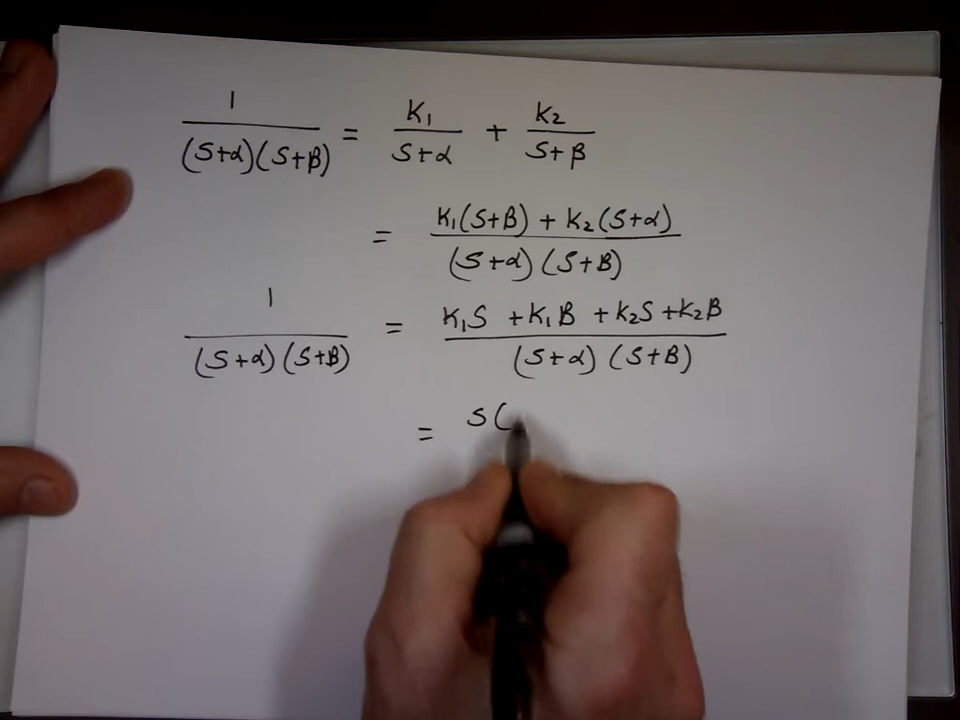 1/((S+α)(S+β)) = K₁/(S+α) + K₂/(S+β)
= (K₁(S+β) + K₂(S+α))/((S+α)(S+β))
1/((S+α)(S+β)) = (K₁S + K₁β + K₂S + K₂β)/((S+α)(S+β))
= S(